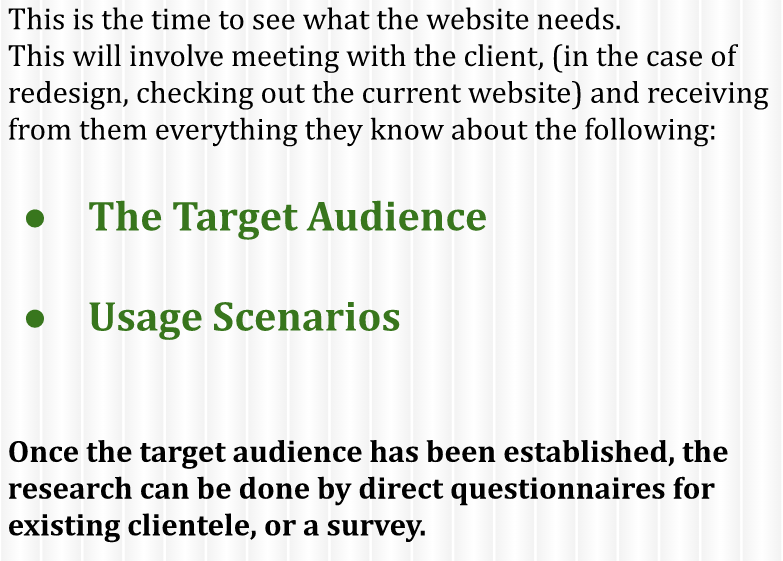 This is the time to see what the website needs.
This will involve meeting with the client, (in the case of
redesign, checking out the current website) and receiving
from them everything they know about the following:
● The Target Audience
● Usage Scenarios
Once the target audience has been established, the
research can be done by direct questionnaires for
existing clientele, or a survey.